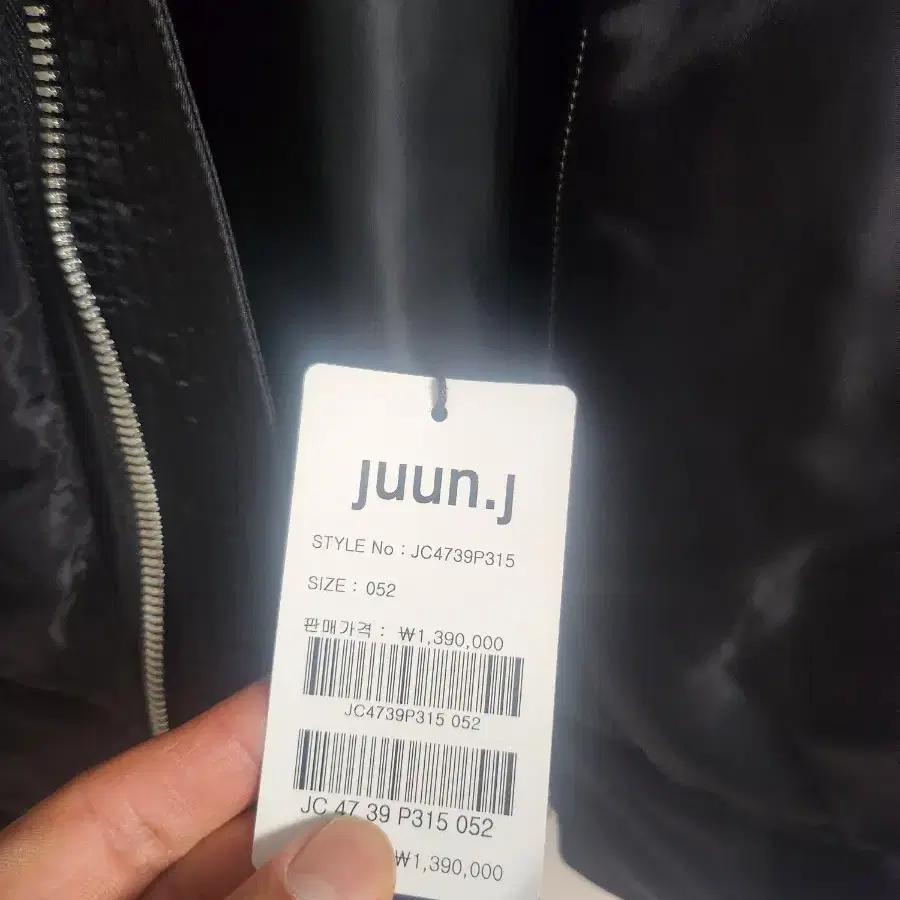 juun.j
STYLE No : JC4739P315
SIZE : 052
판매가격 : ₩1,390,000
JC4739P315 052
JC 47 39 P315 052
₩1,390,000